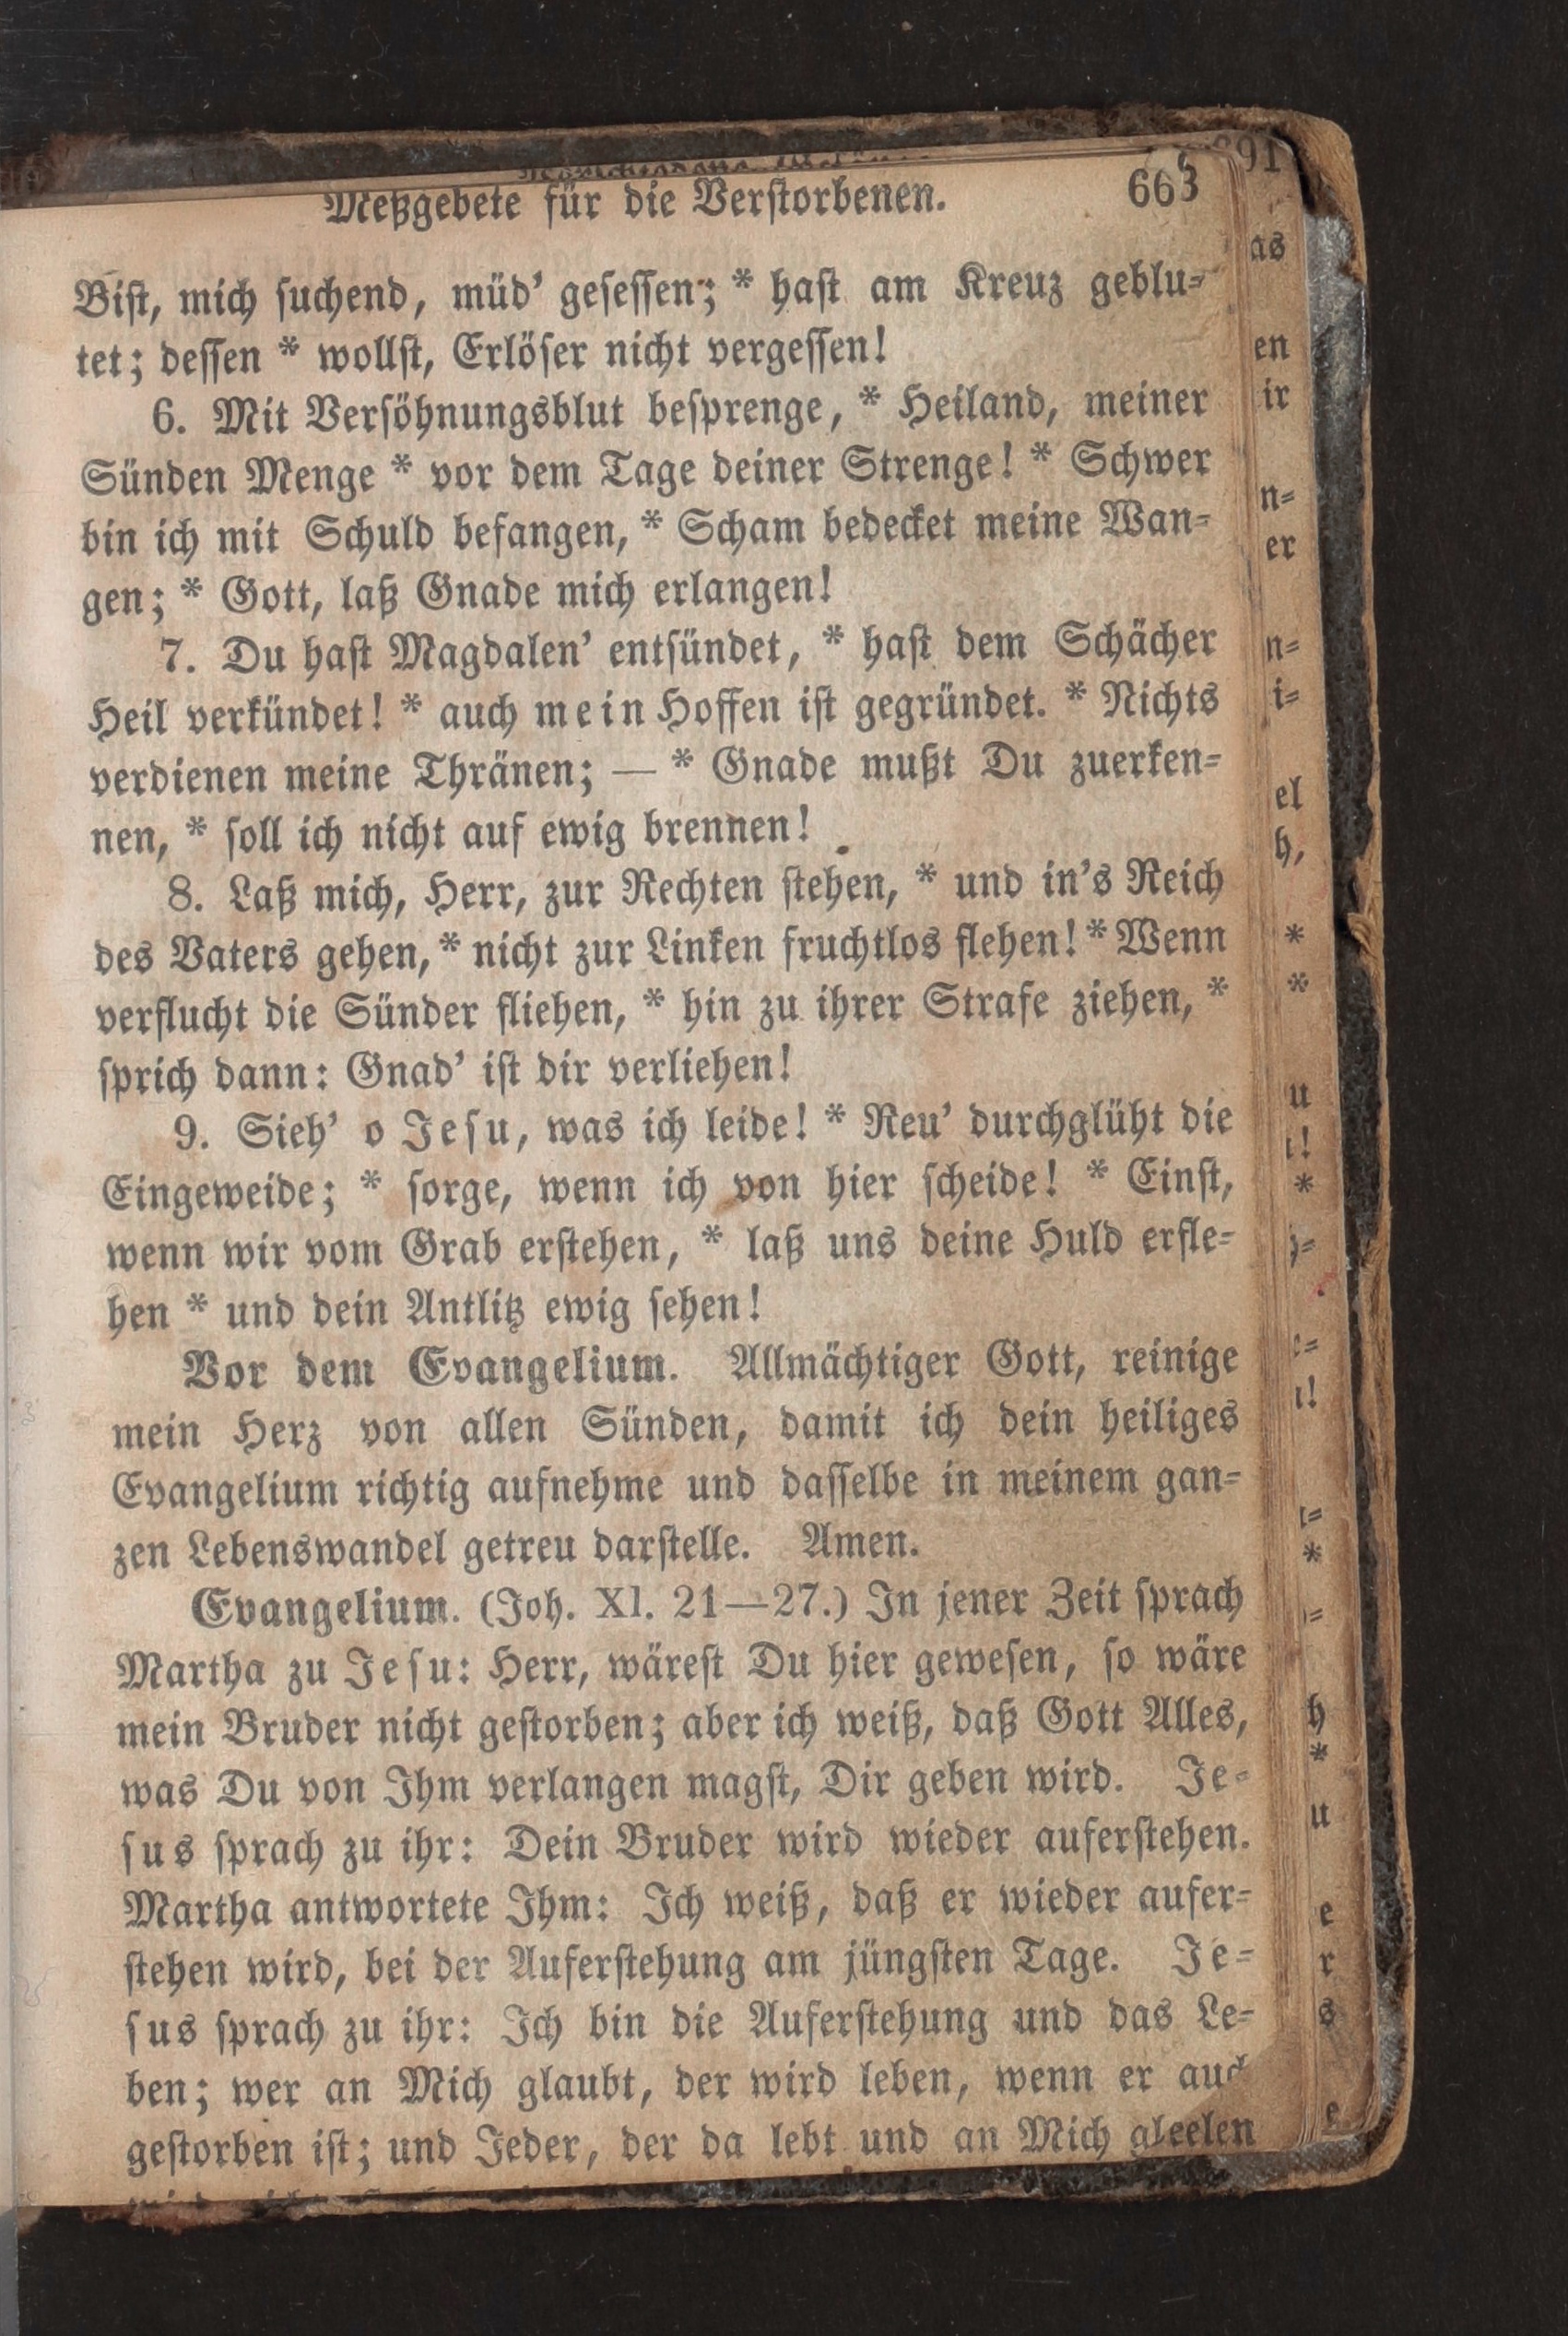 Meßgebete für die Verstorbenen. 663
Bist, mich suchend, müd' gesessen; * hast am Kreuz geblu-
tet; dessen * wollst, Erlöser nicht vergessen!
6. Mit Versöhnungsblut besprenge, * Heiland, meiner
Sünden Menge * vor dem Tage deiner Strenge! * Schwer
bin ich mit Schuld befangen, * Scham bedecket meine Wan-
gen; * Gott, laß Gnade mich erlangen!
7. Du hast Magdalen' entsündet, * hast dem Schächer
Heil verkündet! * auch mein Hoffen ist gegründet. * Nichts
verdienen meine Thränen; — * Gnade mußt Du zuerken-
nen, * soll ich nicht auf ewig brennen!
8. Laß mich, Herr, zur Rechten stehen, * und in's Reich
des Vaters gehen, * nicht zur Linken fruchtlos flehen! * Wenn
verflucht die Sünder fliehen, * hin zu ihrer Strafe ziehen, *
sprich dann: Gnad' ist dir verliehen!
9. Sieh' o Jesu, was ich leide! * Reu' durchglüht die
Eingeweide; * sorge, wenn ich von hier scheide! * Einst,
wenn wir vom Grab erstehen, * laß uns deine Huld erfle-
hen * und dein Antlitz ewig sehen!
Vor dem Evangelium. Allmächtiger Gott, reinige
mein Herz von allen Sünden, damit ich dein heiliges
Evangelium richtig aufnehme und dasselbe in meinem gan-
zen Lebenswandel getreu darstelle. Amen.
Evangelium. (Joh. XI. 21—27.) In jener Zeit sprach
Martha zu Jesu: Herr, wärest Du hier gewesen, so wäre
mein Bruder nicht gestorben; aber ich weiß, daß Gott Alles,
was Du von Ihm verlangen magst, Dir geben wird. Je-
sus sprach zu ihr: Dein Bruder wird wieder auferstehen.
Martha antwortete Ihm: Ich weiß, daß er wieder aufer-
stehen wird, bei der Auferstehung am jüngsten Tage. Je-
sus sprach zu ihr: Ich bin die Auferstehung und das Le-
ben; wer an Mich glaubt, der wird leben, wenn er auch
gestorben ist; und Jeder, der da lebt und an Mich